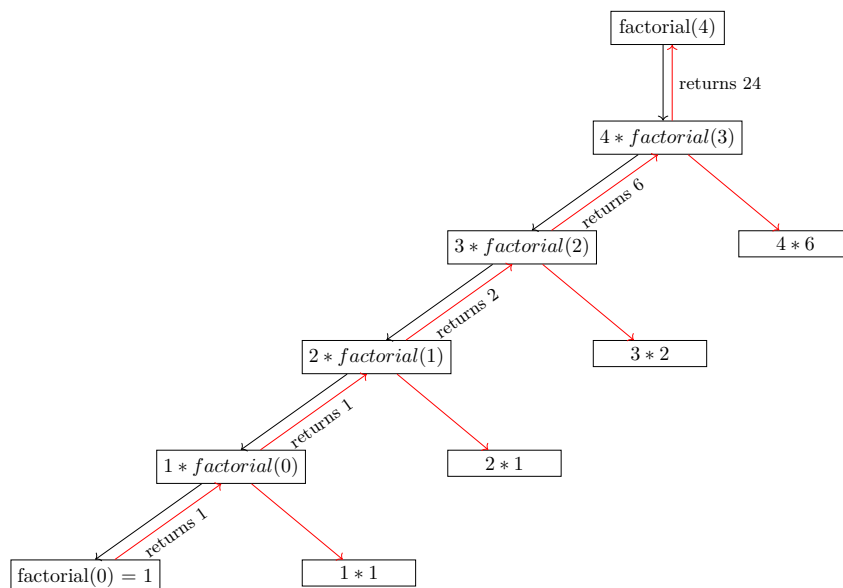 factorial(4)
returns 24
4 * factorial(3)
returns 6
3 * factorial(2)
4 * 6
returns 2
2 * factorial(1)
3 * 2
returns 1
1 * factorial(0)
2 * 1
returns 1
factorial(0) = 1
1 * 1